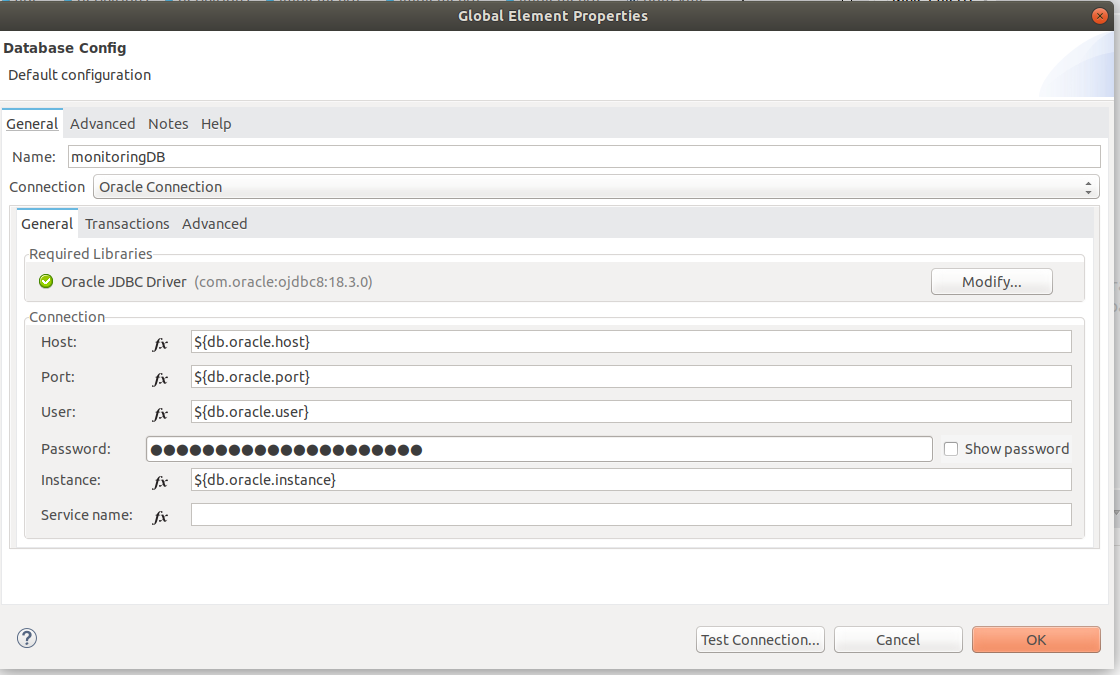 Global Element Properties
Database Config
Default configuration
General Advanced Notes Help
Name: monitoringDB
Connection Oracle Connection
General Transactions Advanced
Required Libraries
Oracle JDBC Driver (com.oracle:ojdbc8:18.3.0) Modify...
Connection
Host: fx ${db.oracle.host}
Port: fx ${db.oracle.port}
User: fx ${db.oracle.user}
Password: ●●●●●●●●●●●●●●●●●●●●● Show password
Instance: fx ${db.oracle.instance}
Service name: fx
? Test Connection... Cancel OK